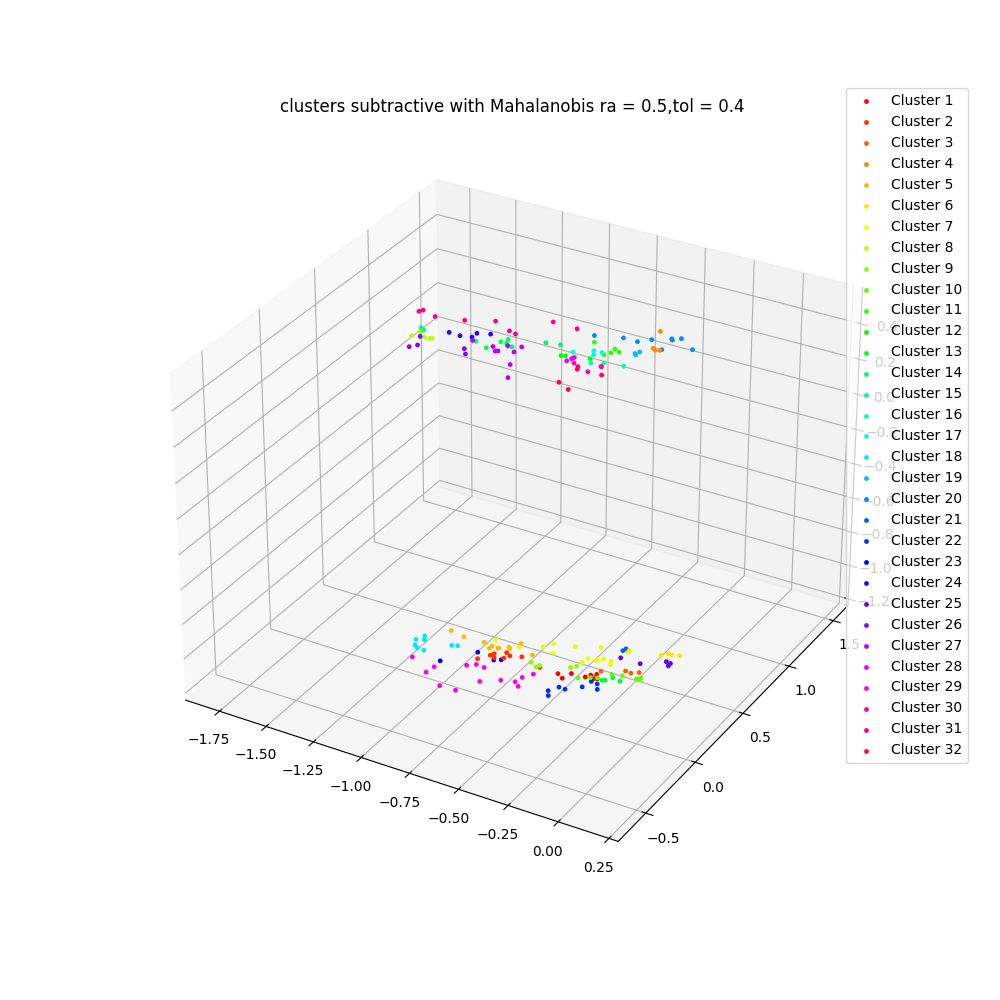 clusters subtractive with Mahalanobis ra = 0.5,tol = 0.4
Cluster 1
Cluster 2
Cluster 3
Cluster 4
Cluster 5
Cluster 6
Cluster 7
Cluster 8
Cluster 9
Cluster 10
Cluster 11
Cluster 12
Cluster 13
Cluster 14
Cluster 15
Cluster 16
Cluster 17
Cluster 18
Cluster 19
Cluster 20
Cluster 21
Cluster 22
Cluster 23
Cluster 24
Cluster 25
Cluster 26
Cluster 27
Cluster 28
Cluster 29
Cluster 30
Cluster 31
Cluster 32
0.2
0.0
−0.4
−0.6
−0.8
−1.0
−1.2
1.0
0.5
0.0
−0.5
−1.75
−1.50
−1.25
−1.00
−0.75
−0.50
−0.25
0.00
0.25